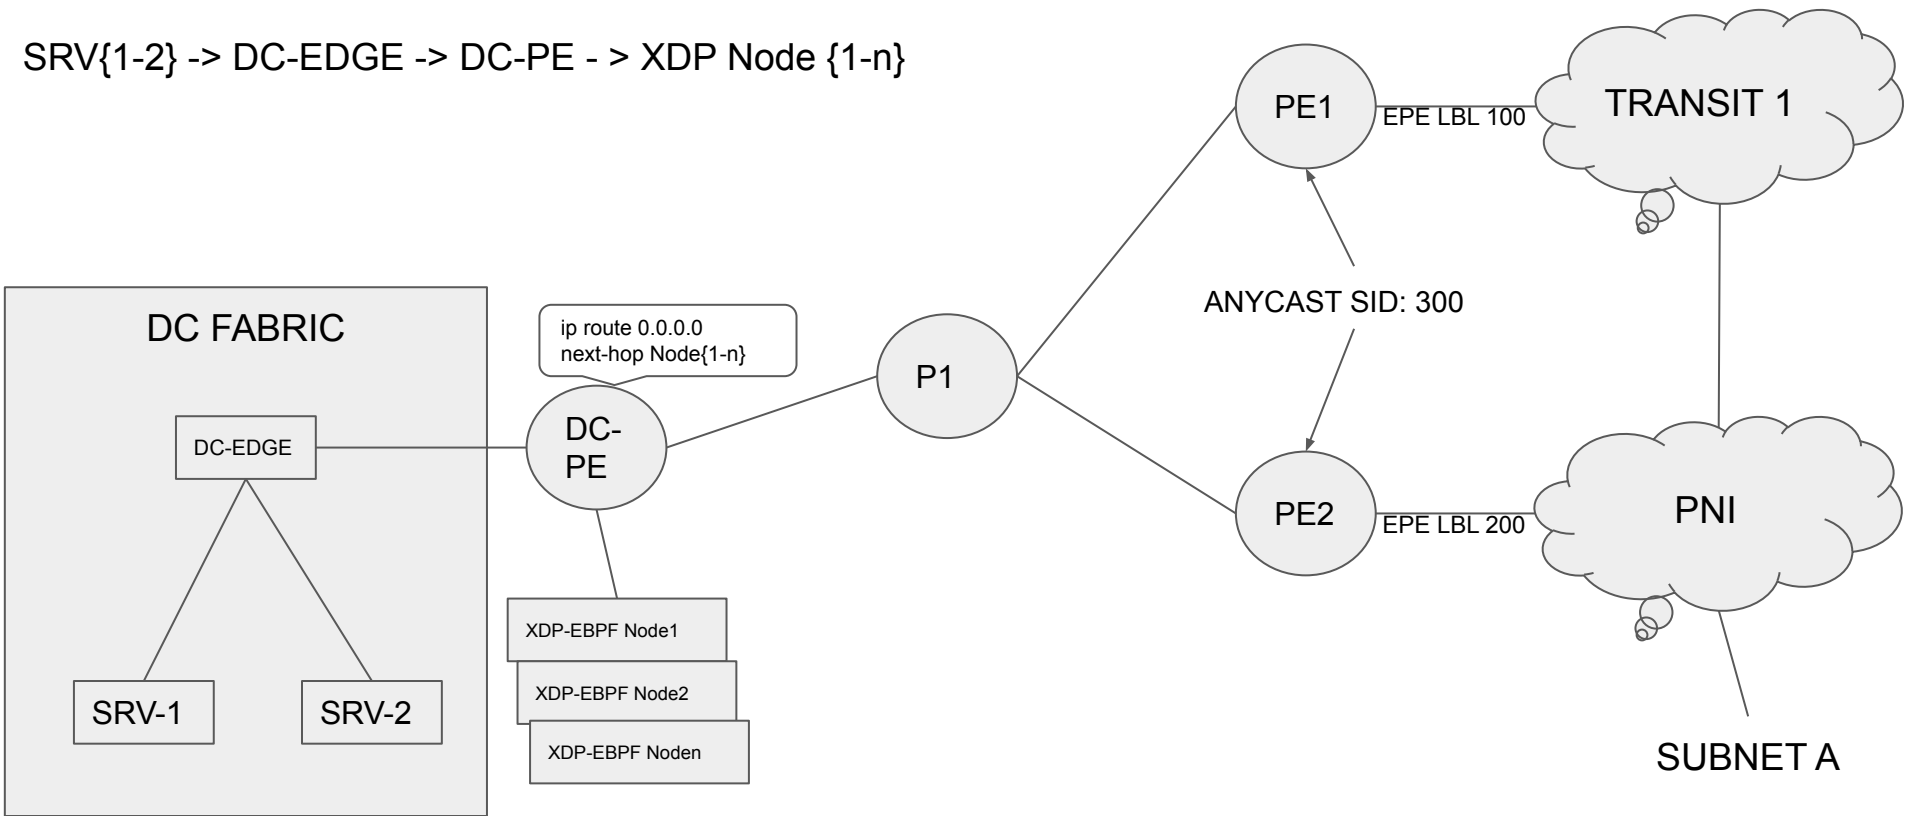 SRV{1-2} -> DC-EDGE -> DC-PE - > XDP Node {1-n}
PE1
EPE LBL 100
TRANSIT 1
ANYCAST SID: 300
DC FABRIC
ip route 0.0.0.0
next-hop Node{1-n}
P1
DC-EDGE
DC-
PE
PE2
EPE LBL 200
PNI
XDP-EBPF Node1
XDP-EBPF Node2
XDP-EBPF Noden
SRV-1
SRV-2
SUBNET A